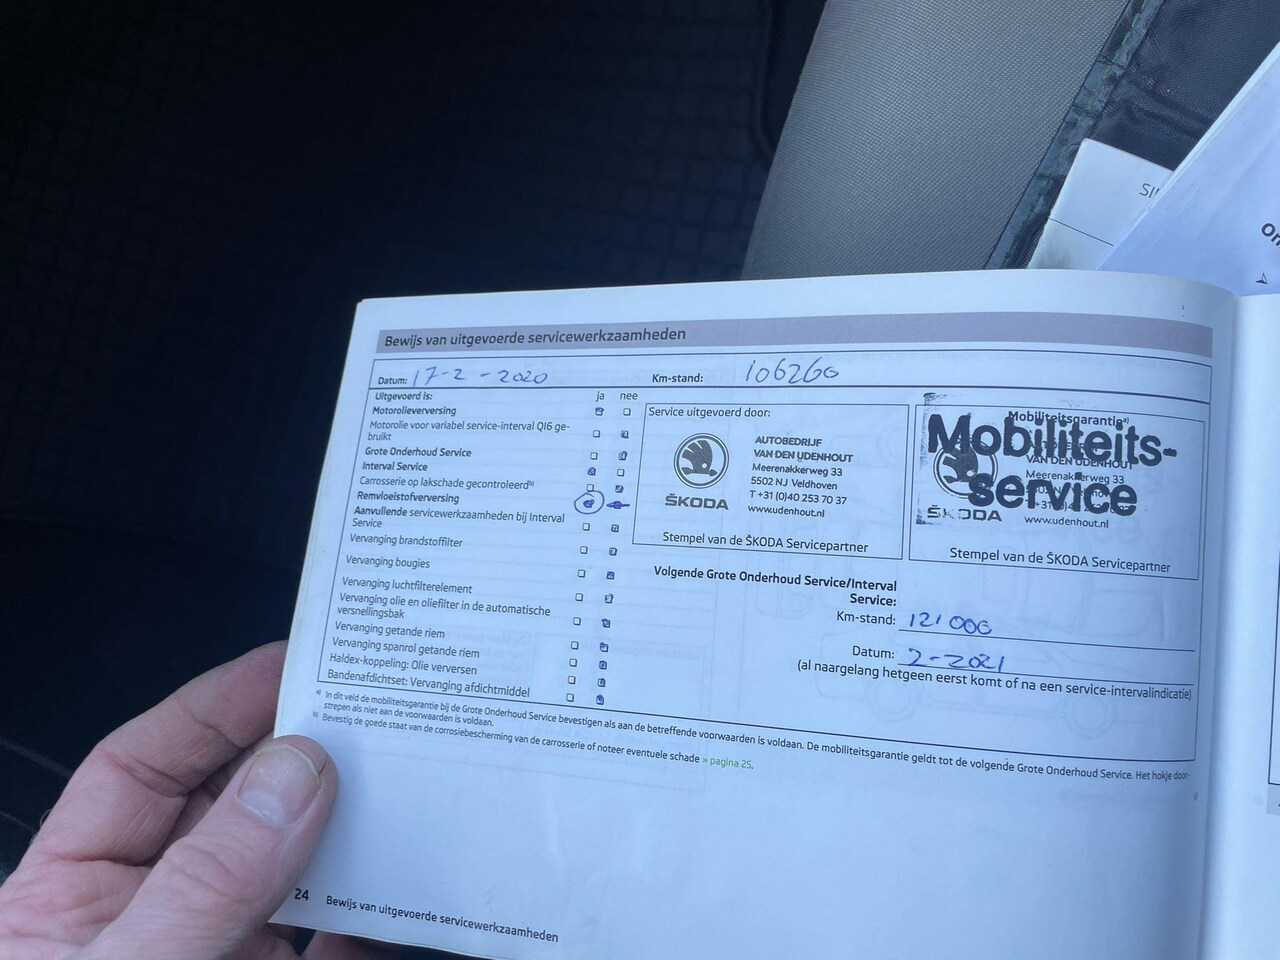 Bewijs van uitgevoerde servicewerkzaamheden
Datum: 17-2-2020 Km-stand: 106260
Uitgevoerd is: ja nee
Motorolieverversing
Motorolie voor variabel service-interval QI6 ge-
bruikt
Grote Onderhoud Service
Interval Service
Carrosserie op lakschade gecontroleerd b)
Remvloeistofverversing
Aanvullende servicewerkzaamheden bij Interval
Service
Vervanging brandstoffilter
Vervanging bougies
Vervanging luchtfilterelement
Vervanging olie en oliefilter in de automatische
versnellingsbak
Vervanging getande riem
Vervanging spanrol getande riem
Haldex-koppeling: Olie verversen
Bandenafdichtset: Vervanging afdichtmiddel
Service uitgevoerd door:
ŠKODA
AUTOBEDRIJF
VAN DEN UDENHOUT
Meerenakkerweg 33
5502 NJ Veldhoven
T +31 (0)40 253 70 37
www.udenhout.nl
Stempel van de ŠKODA Servicepartner
Mobiliteitsgarantie a)
Mobiliteits-
service
VAN DEN UDENHOUT
ŠKODA
www.udenhout.nl
Stempel van de ŠKODA Servicepartner
Volgende Grote Onderhoud Service/Interval
Service:
Km-stand: 121 000
Datum: 2-2021
(al naargelang hetgeen eerst komt of na een service-intervalindicatie)
a) In dit veld de mobiliteitsgarantie bij de Grote Onderhoud Service bevestigen als aan de betreffende voorwaarden is voldaan. De mobiliteitsgarantie geldt tot de volgende Grote Onderhoud Service. Het hokje door-
strepen als niet aan de voorwaarden is voldaan.
b) Bevestig de goede staat van de corrosiebescherming van de carrosserie of noteer eventuele schade » pagina 25.
24 Bewijs van uitgevoerde servicewerkzaamheden